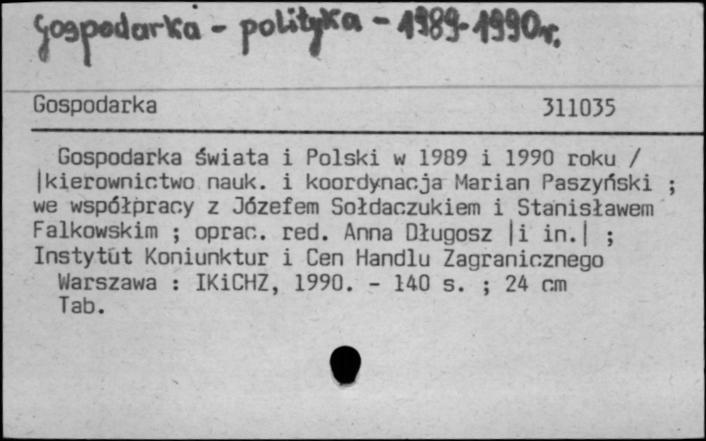 Gospodarka - polityka - 1989-1990r.
Gospodarka 311035
Gospodarka świata i Polski w 1989 i 1990 roku /
|kierownictwo nauk. i koordynacja Marian Paszyński ;
we współpracy z Józefem Sołdaczukiem i Stanisławem
Falkowskim ; oprac. red. Anna Długosz |i in.| ;
Instytut Koniunktur i Cen Handlu Zagranicznego
Warszawa : IKiCHZ, 1990. - 140 s. ; 24 cm
Tab.